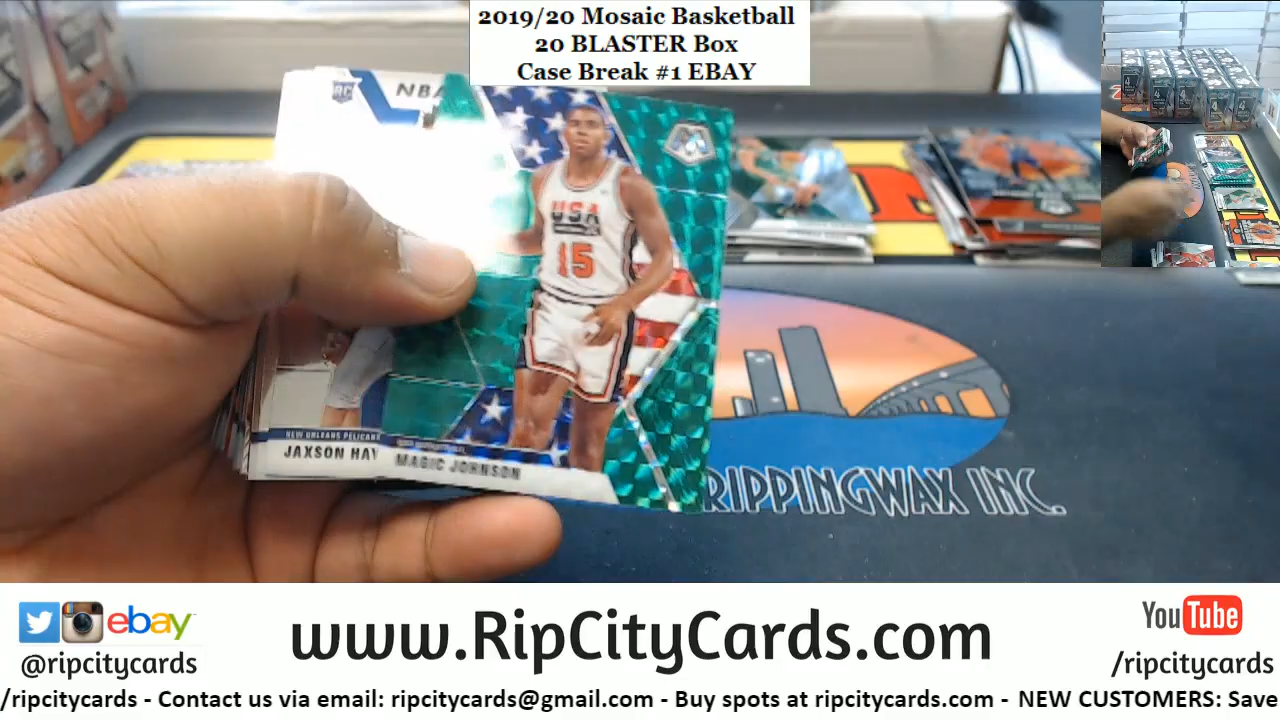 2019/20 Mosaic Basketball
20 BLASTER Box
Case Break #1 EBAY
RC
NBA
USA
15
NEW ORLEANS PELICANS
JAXSON HAY
MAGIC JOHNSON
RIPPINGWAX INC.
ebay
@ripcitycards
www.RipCityCards.com
YouTube
/ripcitycards
/ripcitycards - Contact us via email: ripcitycards@gmail.com - Buy spots at ripcitycards.com - NEW CUSTOMERS: Save